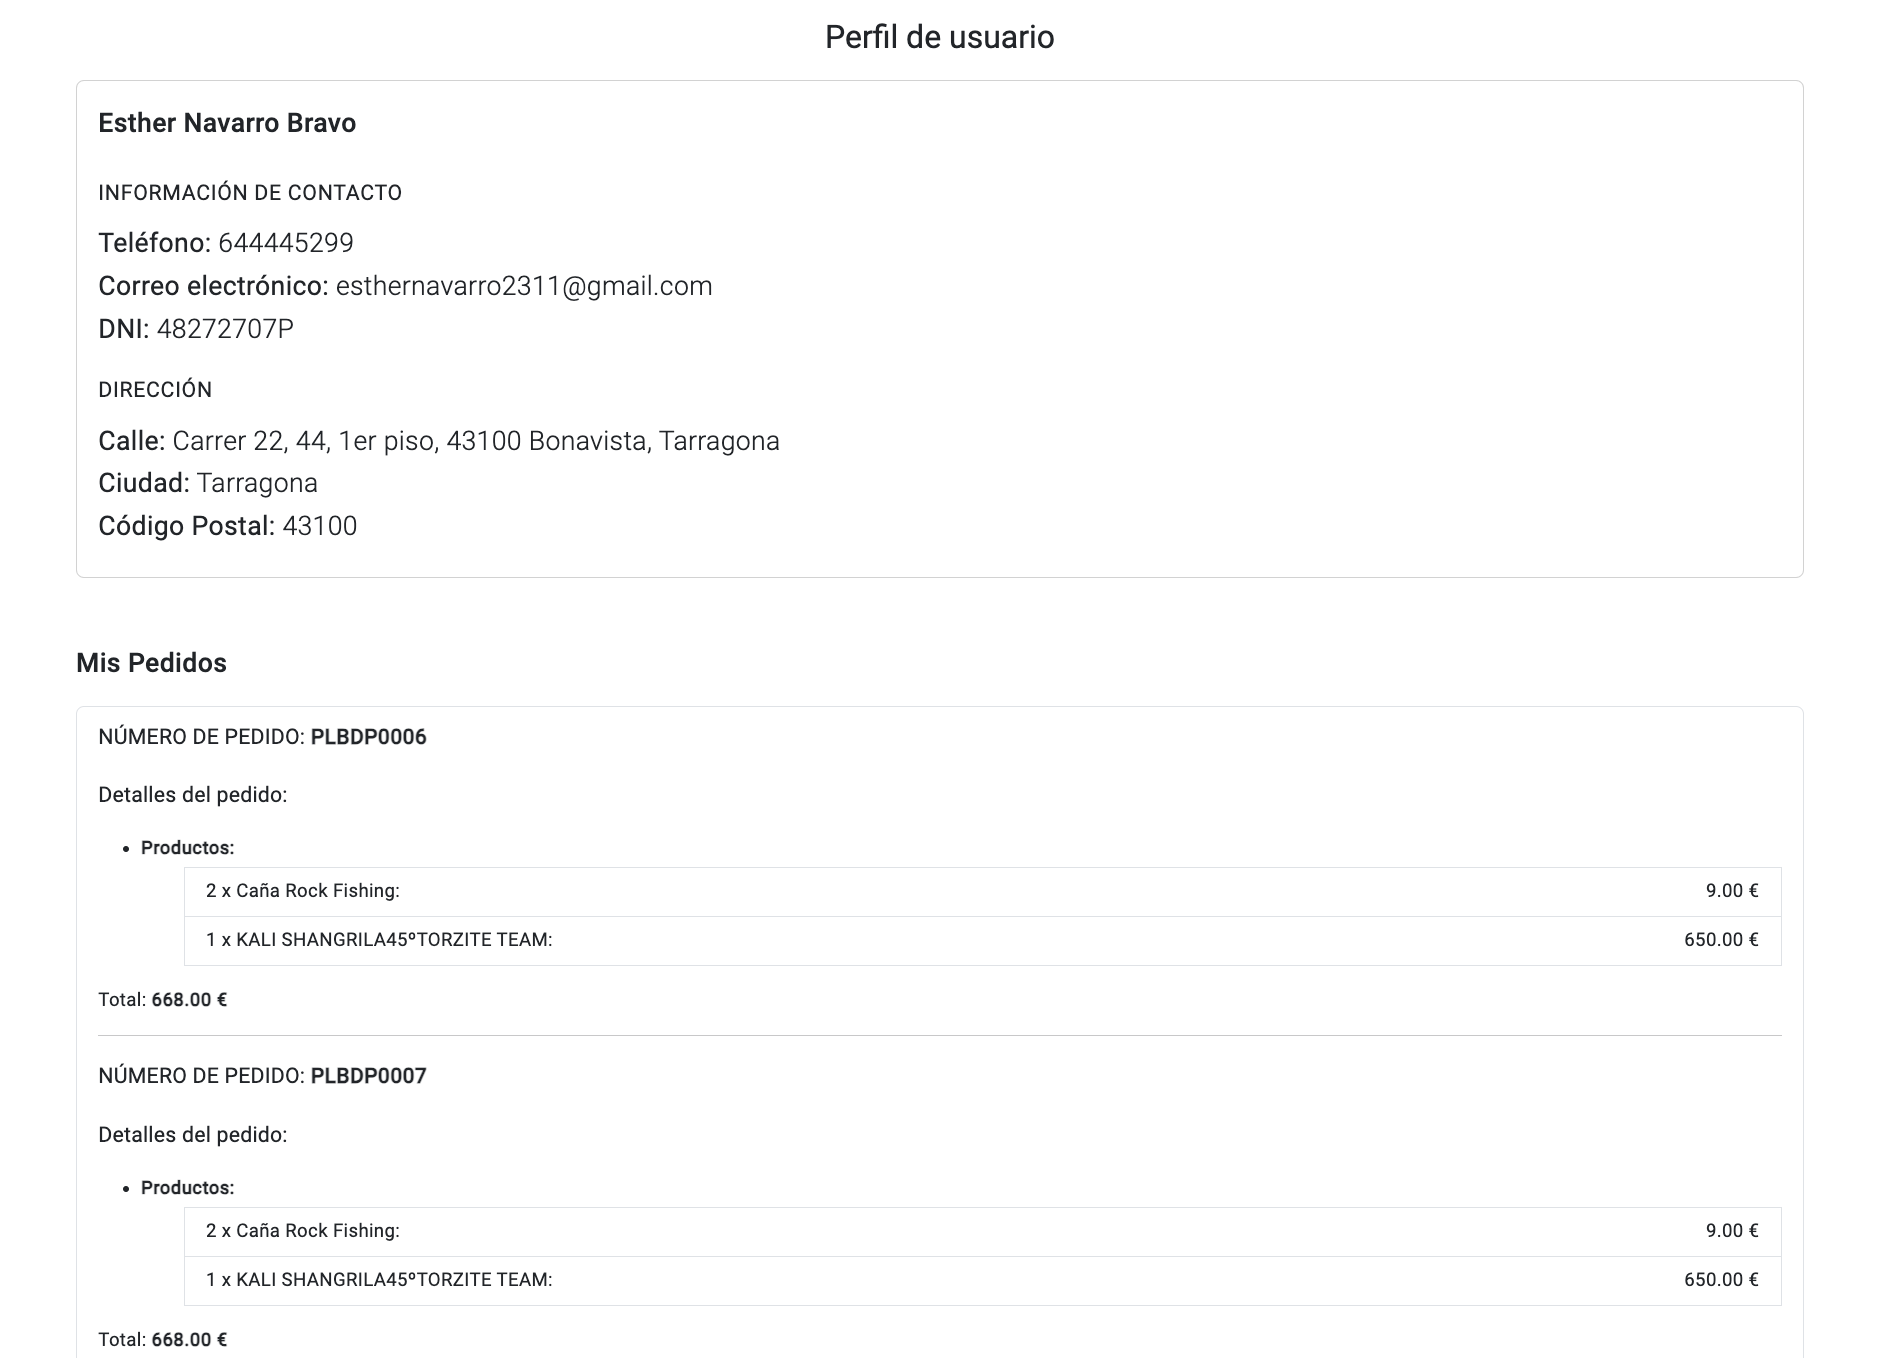 Perfil de usuario
Esther Navarro Bravo
INFORMACIÓN DE CONTACTO
Teléfono: 644445299
Correo electrónico: esthernavarro2311@gmail.com
DNI: 48272707P
DIRECCIÓN
Calle: Carrer 22, 44, 1er piso, 43100 Bonavista, Tarragona
Ciudad: Tarragona
Código Postal: 43100
Mis Pedidos
NÚMERO DE PEDIDO: PLBDP0006
Detalles del pedido:
• Productos:
2 x Caña Rock Fishing: 9.00 €
1 x KALI SHANGRILA45ºTORZITE TEAM: 650.00 €
Total: 668.00 €
NÚMERO DE PEDIDO: PLBDP0007
Detalles del pedido:
• Productos:
2 x Caña Rock Fishing: 9.00 €
1 x KALI SHANGRILA45ºTORZITE TEAM: 650.00 €
Total: 668.00 €